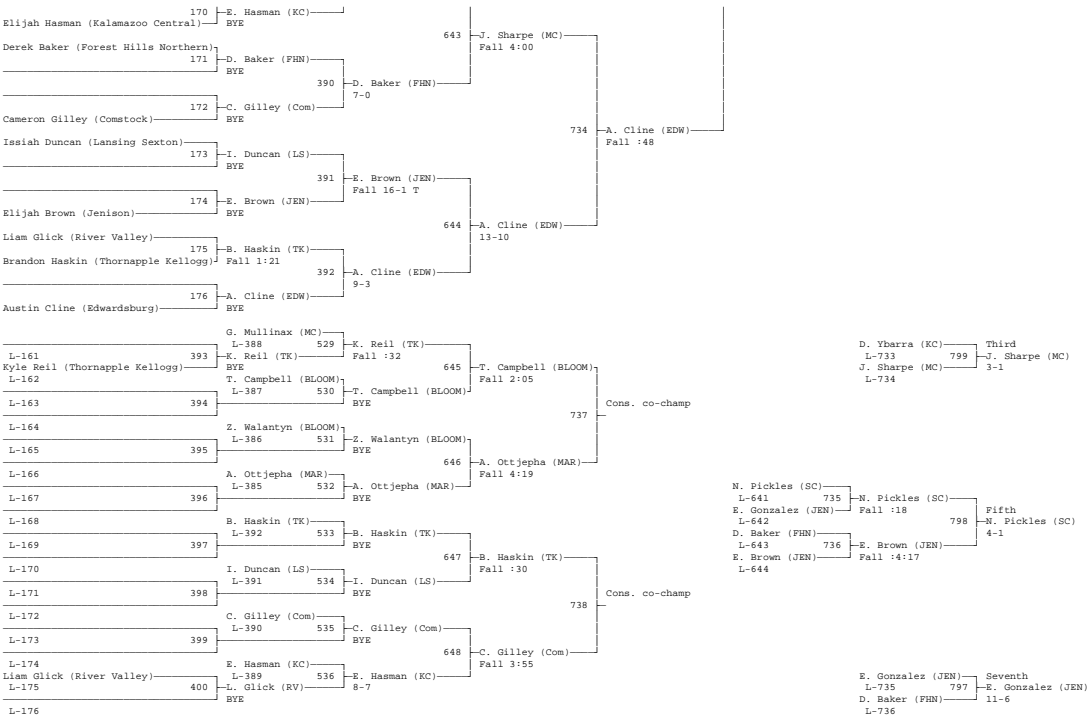 170 E. Hasman (KC)
Elijah Hasman (Kalamazoo Central) BYE
643 J. Sharpe (MC)
Derek Baker (Forest Hills Northern) Fall 4:00
171 D. Baker (FHN)
BYE
390 D. Baker (FHN)
7-0
172 C. Gilley (Com)
Cameron Gilley (Comstock) BYE
734 A. Cline (EDW)
Issiah Duncan (Lansing Sexton) Fall :48
173 I. Duncan (LS)
BYE
391 E. Brown (JEN)
Fall 16-1 T
174 E. Brown (JEN)
Elijah Brown (Jenison) BYE
644 A. Cline (EDW)
Liam Glick (River Valley) 13-10
175 B. Haskin (TK)
Brandon Haskin (Thornapple Kellogg) Fall 1:21
392 A. Cline (EDW)
9-3
176 A. Cline (EDW)
Austin Cline (Edwardsburg) BYE
G. Mullinax (MC)
L-388 529 K. Reil (TK) D. Ybarra (KC) Third
L-161 393 K. Reil (TK) Fall :32 L-733 799 J. Sharpe (MC)
Kyle Reil (Thornapple Kellogg) BYE 645 T. Campbell (BLOOM) J. Sharpe (MC) 3-1
L-162 T. Campbell (BLOOM) Fall 2:05 L-734
L-387 530 T. Campbell (BLOOM)
L-163 394 BYE Cons. co-champ
737
L-164 Z. Walantyn (BLOOM)
L-386 531 Z. Walantyn (BLOOM)
L-165 395 BYE
646 A. Ottjepha (MAR)
L-166 A. Ottjepha (MAR) Fall 4:19
L-385 532 A. Ottjepha (MAR) N. Pickles (SC)
L-167 396 BYE L-641 735 N. Pickles (SC)
E. Gonzalez (JEN) Fall :18 Fifth
L-168 B. Haskin (TK) L-642 798 N. Pickles (SC)
L-392 533 B. Haskin (TK) D. Baker (FHN) 4-1
L-169 397 BYE L-643 736 E. Brown (JEN)
647 B. Haskin (TK) E. Brown (JEN) Fall :4:17
L-170 I. Duncan (LS) Fall :30 L-644
L-391 534 I. Duncan (LS)
L-171 398 BYE Cons. co-champ
738
L-172 C. Gilley (Com)
L-390 535 C. Gilley (Com)
L-173 399 BYE
648 C. Gilley (Com)
L-174 E. Hasman (KC) Fall 3:55
Liam Glick (River Valley) L-389 536 E. Hasman (KC) E. Gonzalez (JEN) Seventh
L-175 400 L. Glick (RV) 8-7 L-735 797 E. Gonzalez (JEN)
BYE D. Baker (FHN) 11-6
L-176 L-736